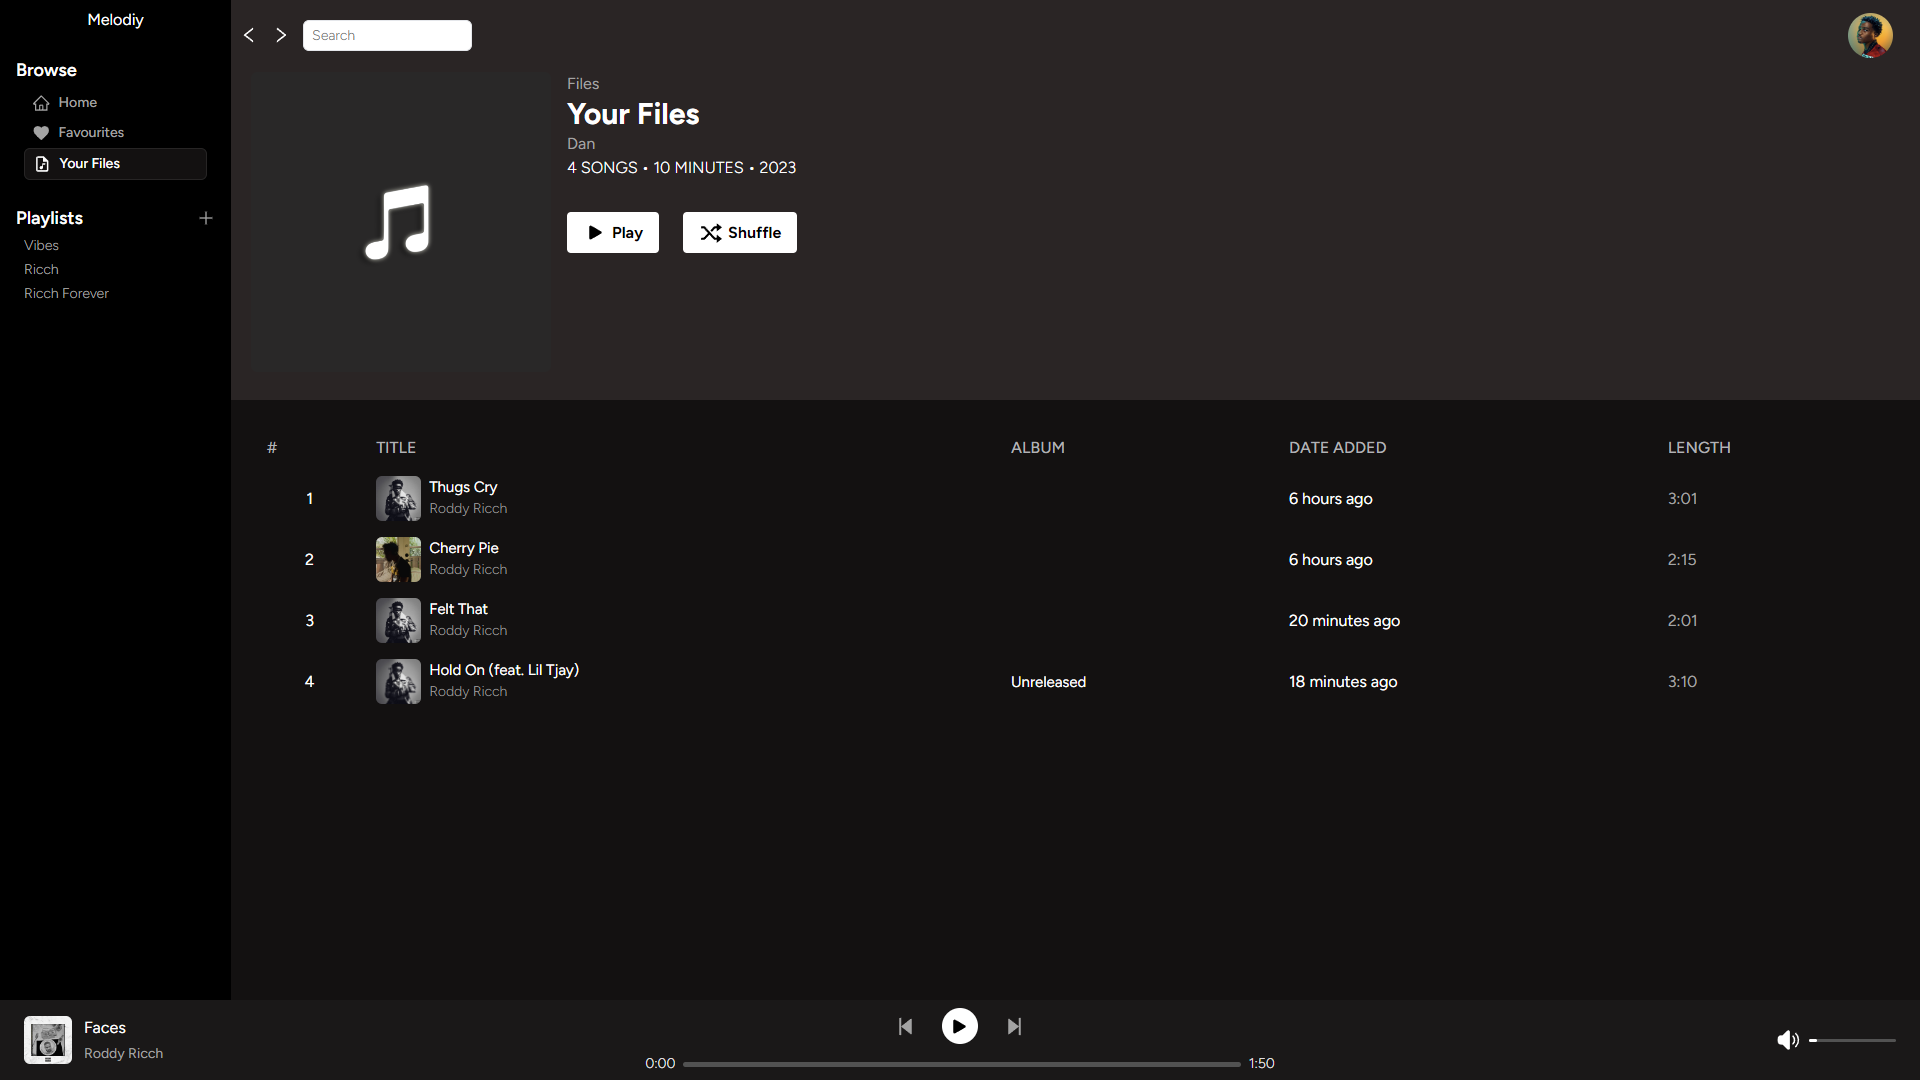 Melodiy
Browse
Home
Favourites
Your Files
Playlists
Vibes
Ricch
Ricch Forever
Search
Files
Your Files
Dan
4 SONGS • 10 MINUTES • 2023
Play
Shuffle
# TITLE ALBUM DATE ADDED LENGTH
1 Thugs Cry 6 hours ago 3:01
Roddy Ricch
2 Cherry Pie 6 hours ago 2:15
Roddy Ricch
3 Felt That 20 minutes ago 2:01
Roddy Ricch
4 Hold On (feat. Lil Tjay) Unreleased 18 minutes ago 3:10
Roddy Ricch
Faces
Roddy Ricch
0:00 1:50